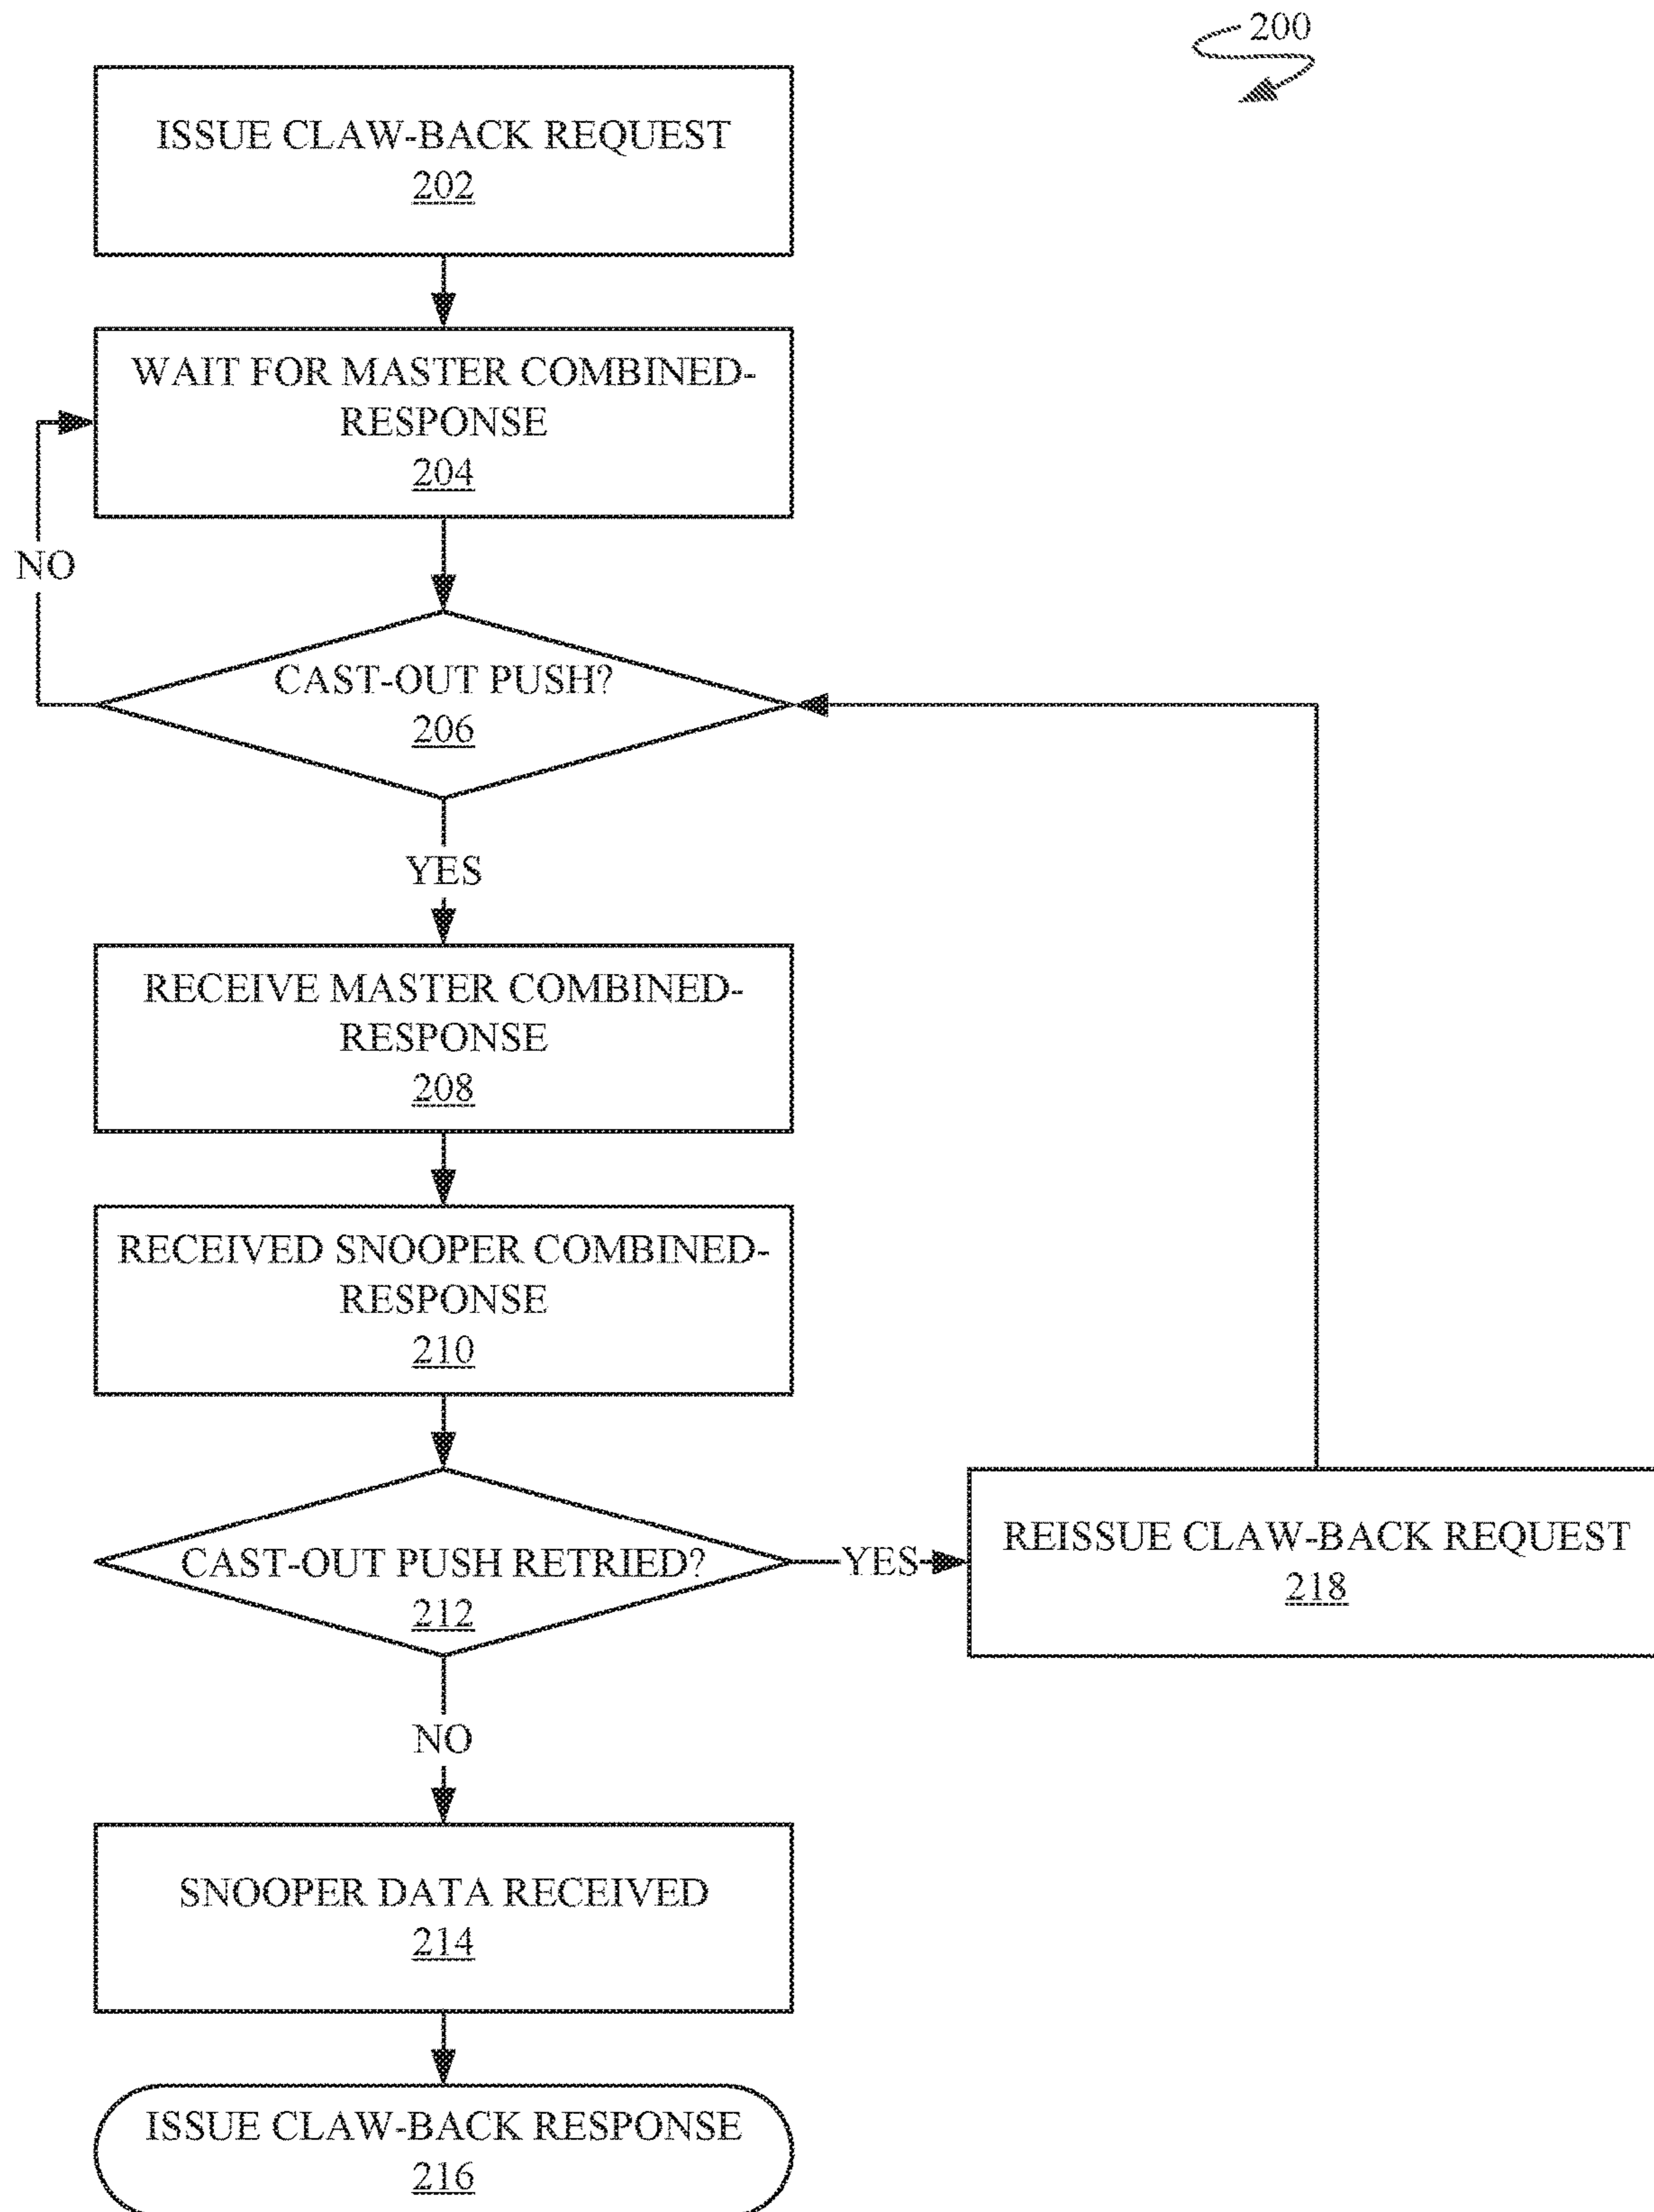 200
ISSUE CLAW-BACK REQUEST
202
WAIT FOR MASTER COMBINED-
RESPONSE
204
NO
CAST-OUT PUSH?
206
YES
RECEIVE MASTER COMBINED-
RESPONSE
208
RECEIVED SNOOPER COMBINED-
RESPONSE
210
CAST-OUT PUSH RETRIED?
212
YES
REISSUE CLAW-BACK REQUEST
218
NO
SNOOPER DATA RECEIVED
214
ISSUE CLAW-BACK RESPONSE
216